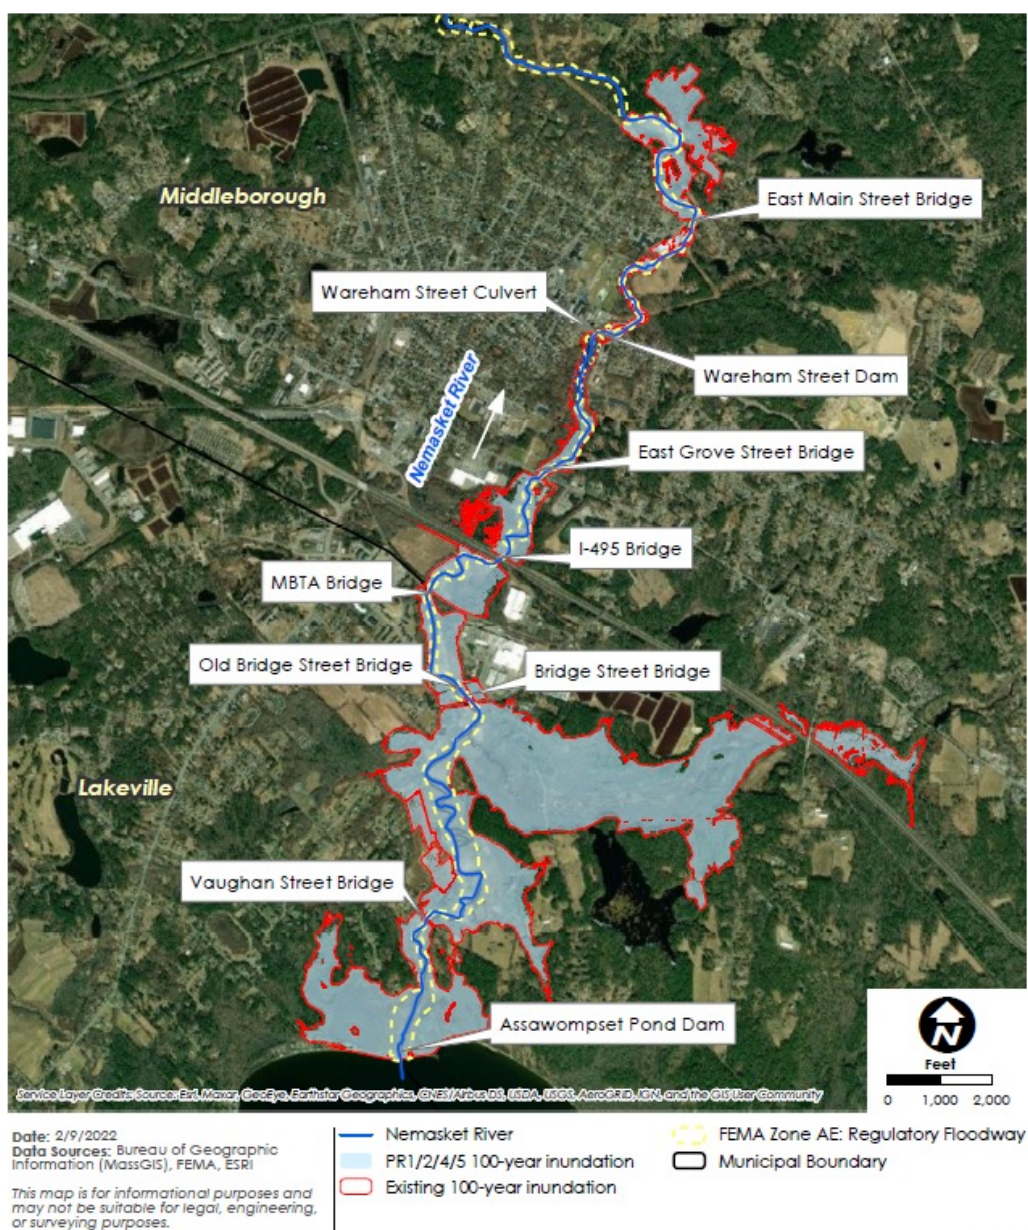 Middleborough
East Main Street Bridge
Wareham Street Culvert
Wareham Street Dam
Nemasket River
East Grove Street Bridge
I-495 Bridge
MBTA Bridge
Old Bridge Street Bridge
Bridge Street Bridge
Lakeville
Vaughan Street Bridge
Assawompset Pond Dam
N
Feet
0 1,000 2,000
Service Layer Credits: Source: Esri, Maxar, GeoEye, Earthstar Geographics, CNES/Airbus DS, USDA, USGS, AeroGRID, IGN, and the GIS User Community
Date: 2/9/2022
Data Sources: Bureau of Geographic
Information (MassGIS), FEMA, ESRI
This map is for informational purposes and
may not be suitable for legal, engineering,
or surveying purposes.
Nemasket River
PR1/2/4/5 100-year inundation
Existing 100-year inundation
FEMA Zone AE: Regulatory Floodway
Municipal Boundary